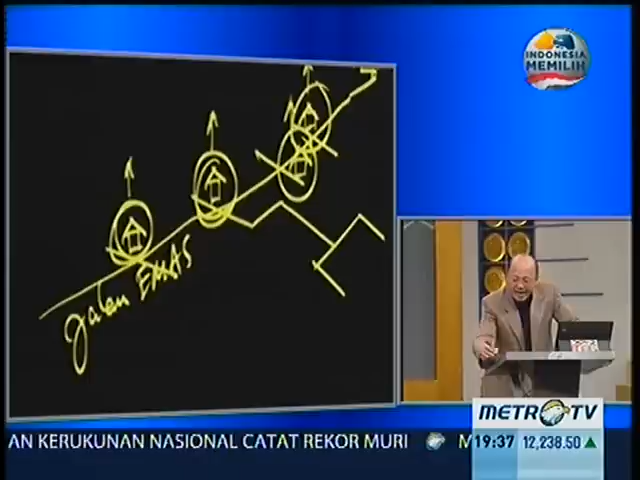 INDONESIA
MEMILIH
Jalan EMAS
METRO TV
AN KERUKUNAN NASIONAL CATAT REKOR MURI
M
19:37 12,238.50